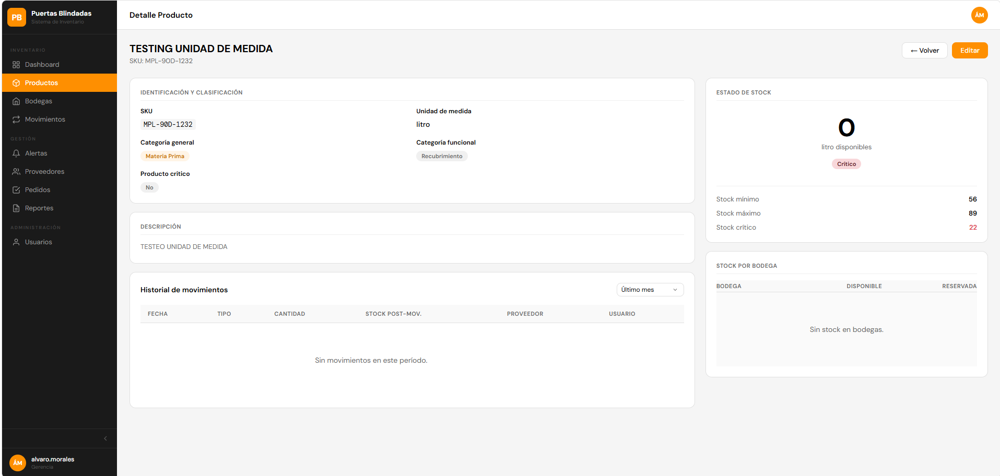 PB
Puertas Blindadas
Sistema de Inventario
INVENTARIO
Dashboard
Productos
Bodegas
Movimientos
GESTIÓN
Alertas
Proveedores
Pedidos
Reportes
ADMINISTRACIÓN
Usuarios
ÁM
alvaro.morales
Gerencia
Detalle Producto
ÁM
TESTING UNIDAD DE MEDIDA
SKU: MPL-90D-1232
← Volver
Editar
IDENTIFICACIÓN Y CLASIFICACIÓN
SKU
MPL-90D-1232
Unidad de medida
litro
Categoría general
Materia Prima
Categoría funcional
Recubrimiento
Producto crítico
No
DESCRIPCIÓN
TESTEO UNIDAD DE MEDIDA
Historial de movimientos
Último mes
FECHA TIPO CANTIDAD STOCK POST-MOV. PROVEEDOR USUARIO
Sin movimientos en este período.
ESTADO DE STOCK
0
litro disponibles
Crítico
Stock mínimo 56
Stock máximo 89
Stock crítico 22
STOCK POR BODEGA
BODEGA DISPONIBLE RESERVADA
Sin stock en bodegas.